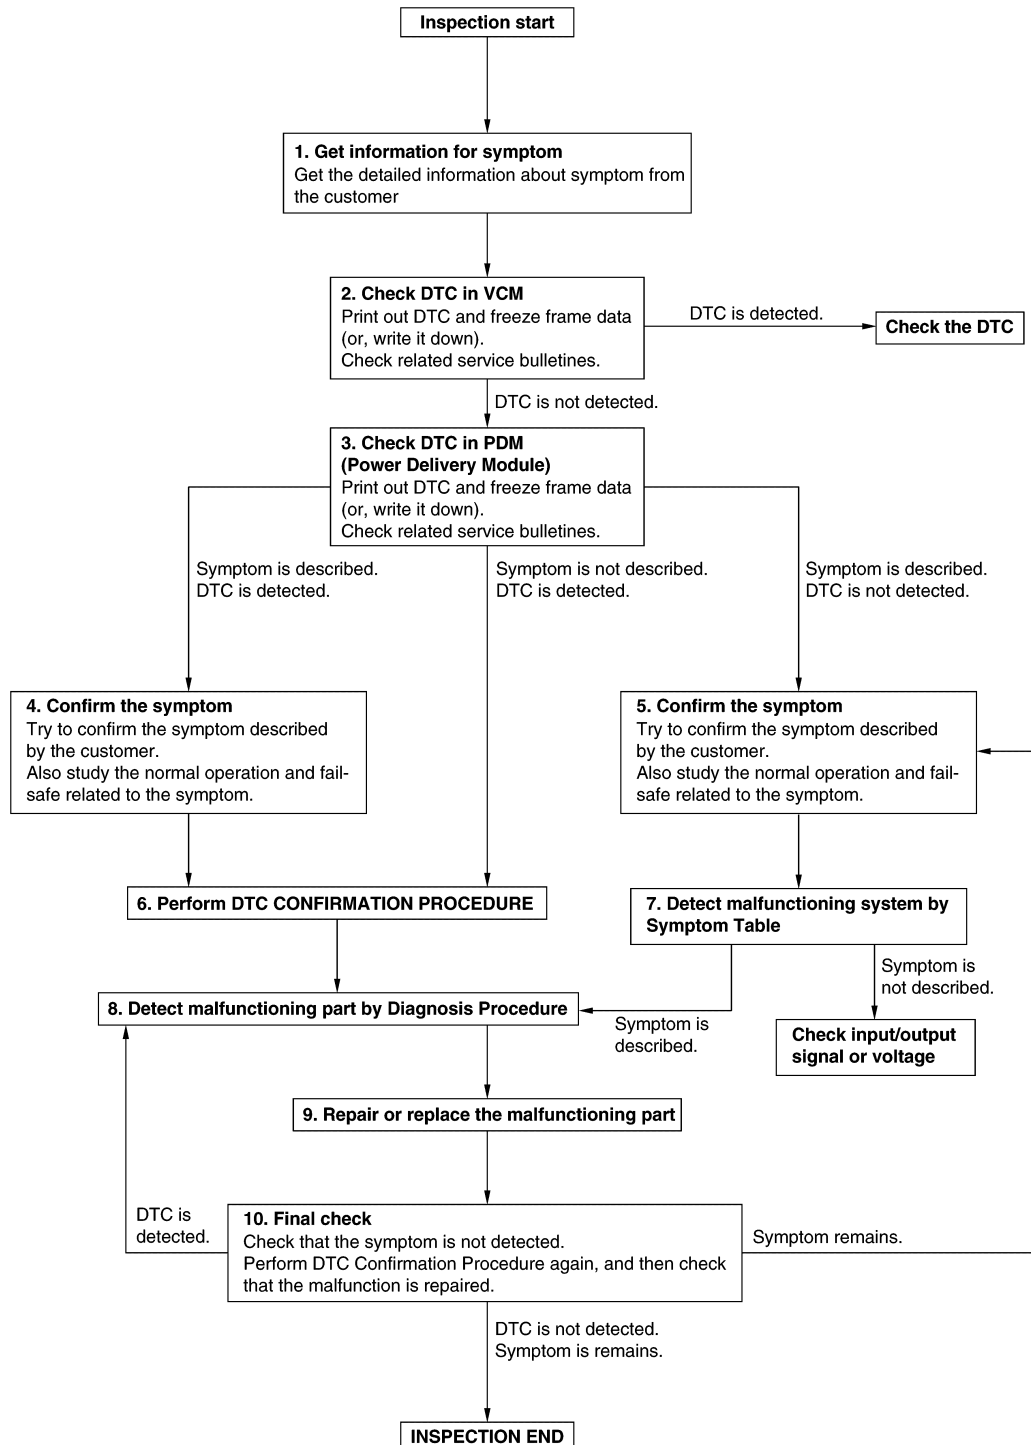 Inspection start
1. Get information for symptom
Get the detailed information about symptom from
the customer
2. Check DTC in VCM
Print out DTC and freeze frame data
(or, write it down).
Check related service bulletines.
DTC is detected.
Check the DTC
DTC is not detected.
3. Check DTC in PDM
(Power Delivery Module)
Print out DTC and freeze frame data
(or, write it down).
Check related service bulletines.
Symptom is described.
DTC is detected.
Symptom is not described.
DTC is detected.
Symptom is described.
DTC is not detected.
4. Confirm the symptom
Try to confirm the symptom described
by the customer.
Also study the normal operation and fail-
safe related to the symptom.
5. Confirm the symptom
Try to confirm the symptom described
by the customer.
Also study the normal operation and fail-
safe related to the symptom.
6. Perform DTC CONFIRMATION PROCEDURE
7. Detect malfunctioning system by
Symptom Table
Symptom is
not described.
8. Detect malfunctioning part by Diagnosis Procedure
Symptom is
described.
Check input/output
signal or voltage
9. Repair or replace the malfunctioning part
DTC is
detected.
10. Final check
Check that the symptom is not detected.
Perform DTC Confirmation Procedure again, and then check
that the malfunction is repaired.
Symptom remains.
DTC is not detected.
Symptom is remains.
INSPECTION END